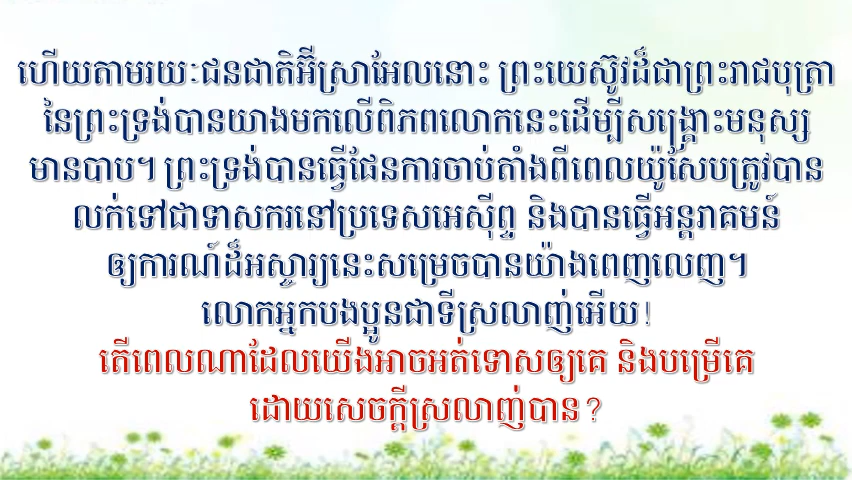 ហើយតាមរយៈជនជាតិអ៊ីស្រាអែលនោះ ព្រះយេស៊ូវដ៏ជាព្រះរាជបុត្រា
នៃព្រះទ្រង់បានយាងមកលើពិភពលោកនេះដើម្បីសង្គ្រោះមនុស្ស
មានបាប។ ព្រះទ្រង់បានធ្វើផែនការចាប់តាំងពីពេលយ៉ូសែបត្រូវបាន
លក់ទៅជាទាសករនៅប្រទេសអេស៊ីព្ទ និងបានធ្វើអន្តរាគមន៍
ឲ្យការណ៍ដ៏អស្ចារ្យនេះសម្រេចបានយ៉ាងពេញលេញ។
លោកអ្នកបងប្អូនជាទីស្រលាញ់អើយ!
តើពេលណាដែលយើងអាចអត់ទោសឲ្យគេ និងបម្រើគេ
ដោយសេចក្ដីស្រលាញ់បាន?